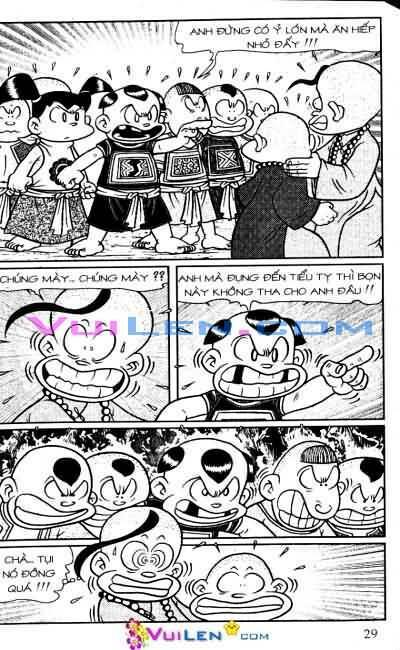 ANH ĐỪNG CÓ Ỷ LỚN MÀ ĂN HIẾP
NHỎ ĐẤY !!!
CHÚNG MÀY... CHÚNG MÀY ??
ANH MÀ ĐỤNG ĐẾN TIỂU TỴ THÌ BỌN
NÀY KHÔNG THA CHO ANH ĐÂU !!
VUILEN.COM
CHÀ... TỤI
NÓ ĐÔNG
QUÁ !!!
29
VUILEN.COM